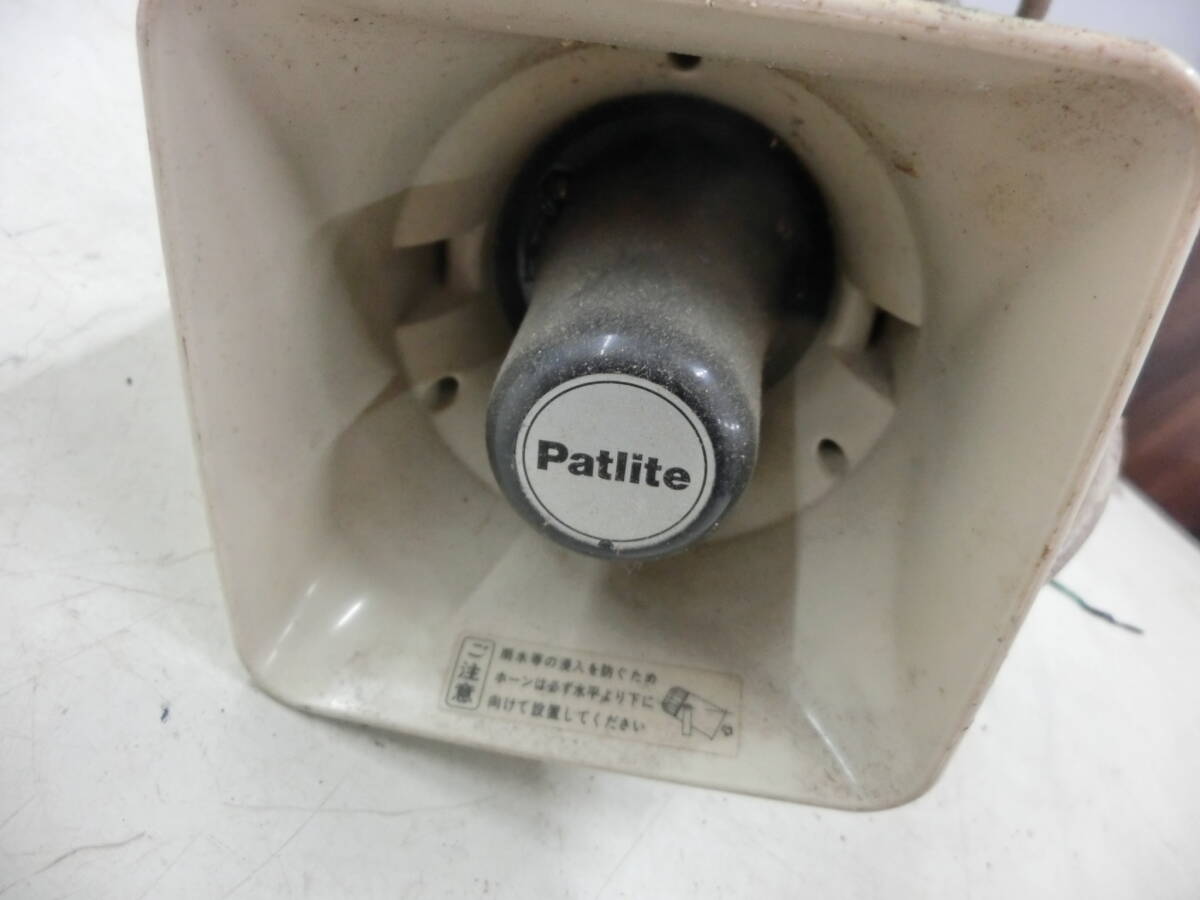 Patlite
ご注意
雨水等の浸入を防ぐため
ホーンは必ず水平より下に
向けて設置してください